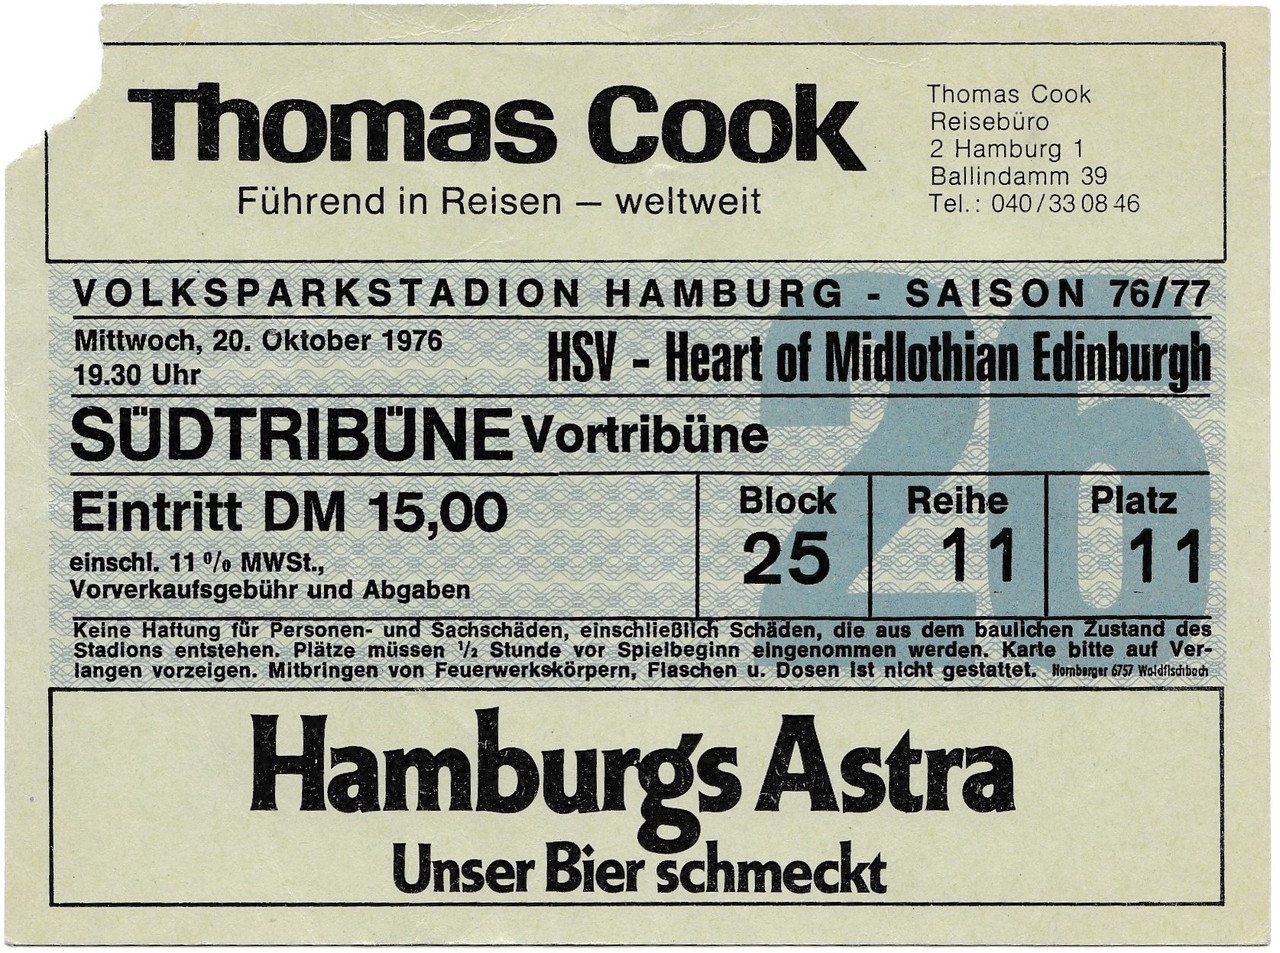 Thomas Cook
Führend in Reisen – weltweit
Thomas Cook
Reisebüro
2 Hamburg 1
Ballindamm 39
Tel.: 040/33 08 46
VOLKSPARKSTADION HAMBURG - SAISON 76/77
Mittwoch, 20. Oktober 1976
19.30 Uhr
HSV - Heart of Midlothian Edinburgh
26
SÜDTRIBÜNE Vortribüne
Eintritt DM 15,00
einschl. 11 % MWSt.,
Vorverkaufsgebühr und Abgaben
Block Reihe Platz
25 11 11
Keine Haftung für Personen- und Sachschäden, einschließlich Schäden, die aus dem baulichen Zustand des
Stadions entstehen. Plätze müssen ½ Stunde vor Spielbeginn eingenommen werden. Karte bitte auf Ver-
langen vorzeigen. Mitbringen von Feuerwerkskörpern, Flaschen u. Dosen ist nicht gestattet. Homberger 6757 Waldfischbach
Hamburgs Astra
Unser Bier schmeckt